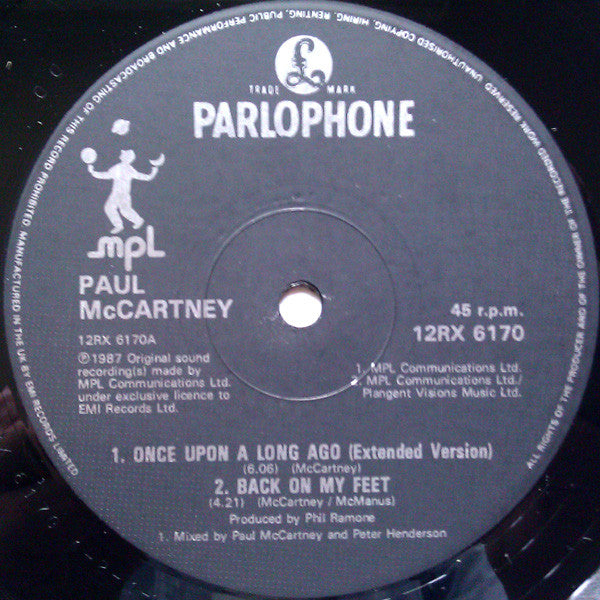 MANUFACTURED IN THE UK BY EMI RECORDS LIMITED
ALL RIGHTS OF THE PRODUCER AND OF THE OWNER OF THE RECORDED WORK RESERVED. UNAUTHORISED COPYING, HIRING, RENTING, PUBLIC PERFORMANCE AND BROADCASTING OF THIS RECORD PROHIBITED
£
TRADE MARK
PARLOPHONE
mpl
PAUL
McCARTNEY
12RX 6170A
℗1987 Original sound
recording(s) made by
MPL Communications Ltd.
under exclusive licence to
EMI Records Ltd.
45 r.p.m.
12RX 6170
1. MPL Communications Ltd.
2. MPL Communications Ltd./
Plangent Visions Music Ltd.
1. ONCE UPON A LONG AGO (Extended Version)
(6.06) (McCartney)
2. BACK ON MY FEET
(4.21) (McCartney / McManus)
Produced by Phil Ramone
1. Mixed by Paul McCartney and Peter Henderson